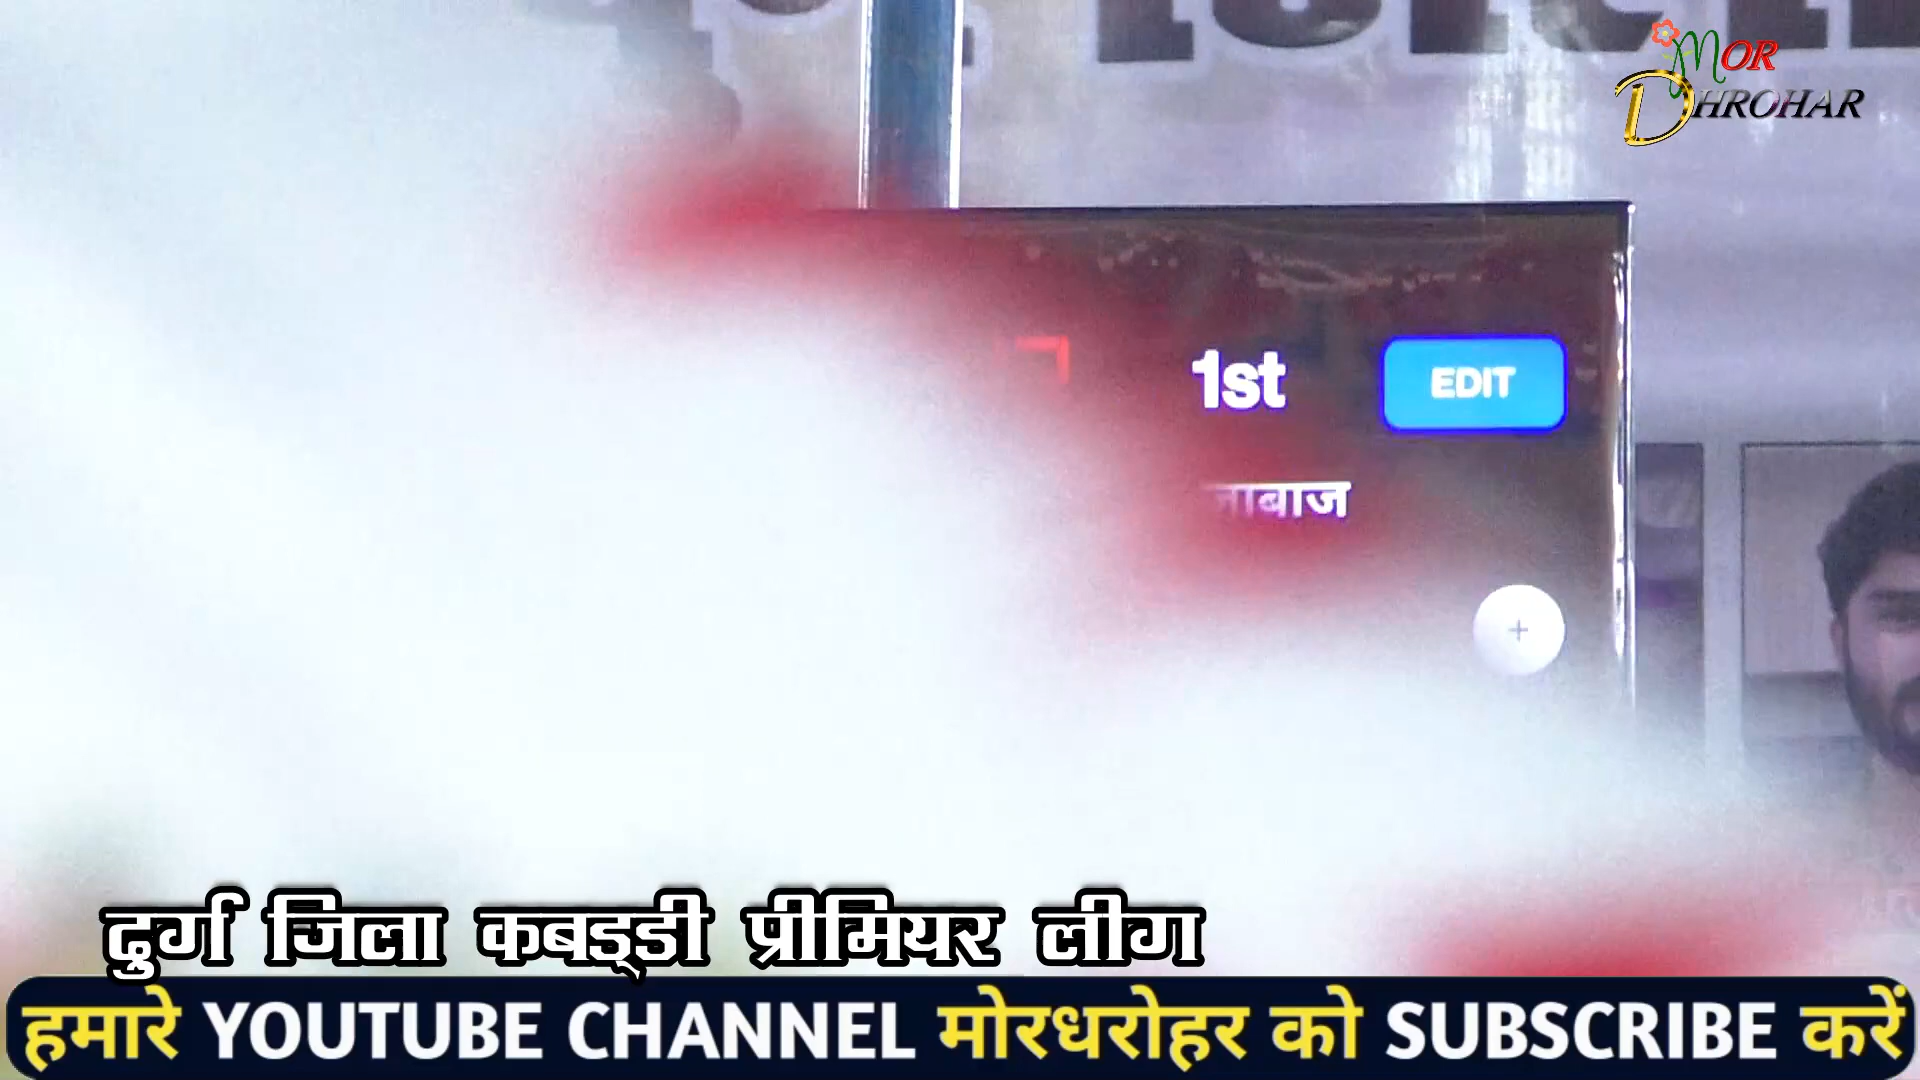 MOR
DHROHAR
1st EDIT
दुर्ग जिला कबड्डी प्रीमियर लीग
हमारे YOUTUBE CHANNEL मोरधरोहर को SUBSCRIBE करें